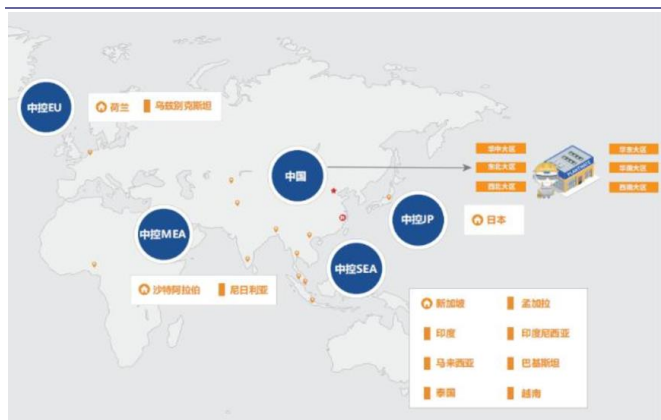 中控EU
荷兰
乌兹别克斯坦
中国
华中大区
华东大区
东北大区
华南大区
西北大区
西南大区
中控MEA
沙特阿拉伯
尼日利亚
中控JP
日本
中控SEA
新加坡
孟加拉
印度
印度尼西亚
马来西亚
巴基斯坦
泰国
越南